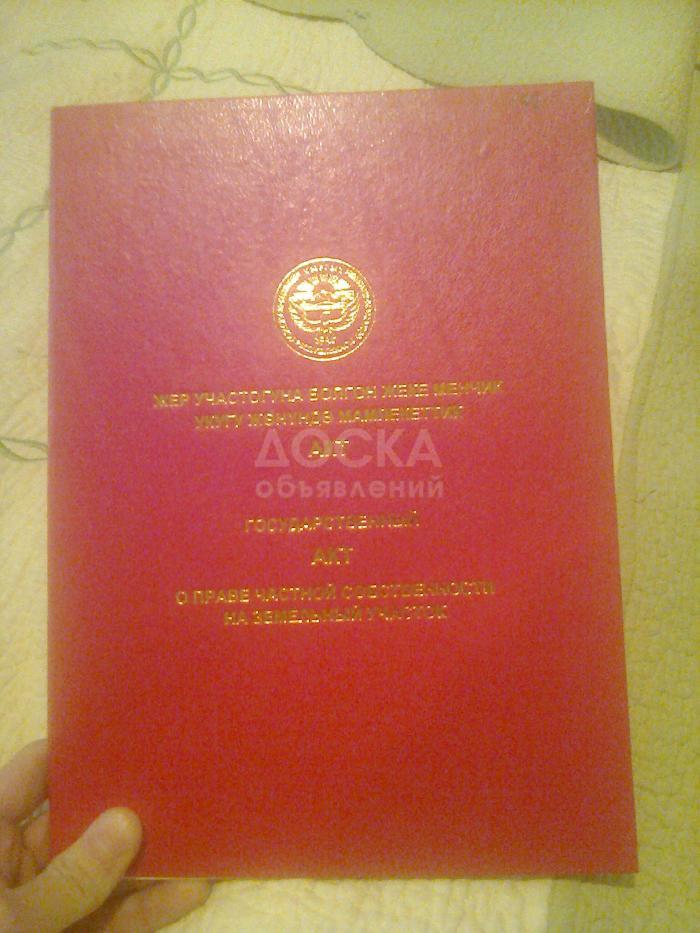 ЖЕР УЧАСТОГУНА БОЛГОН ЖЕКЕ МЕНЧИК
УКУГУ ЖӨНҮНДӨ МАМЛЕКЕТТИК
АКТ
ДОСКА
объявлений
ГОСУДАРСТВЕННЫЙ
АКТ
О ПРАВЕ ЧАСТНОЙ СОБСТВЕННОСТИ
НА ЗЕМЕЛЬНЫЙ УЧАСТОК